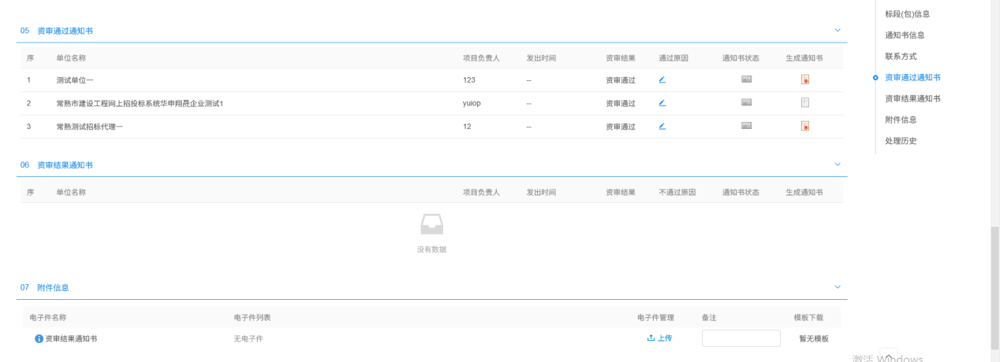 05 资审通过通知书
序 单位名称 项目负责人 发出时间 资审结果 通过原因 通知书状态 生成通知书
1 测试单位一 123 -- 资审通过
2 常熟市建设工程网上招投标系统华申翔昺企业测试1 yuiop -- 资审通过
3 常熟测试招标代理一 12 -- 资审通过
06 资审结果通知书
序 单位名称 项目负责人 发出时间 资审结果 不通过原因 通知书状态 生成通知书
没有数据
07 附件信息
电子件名称 电子件列表 电子件管理 备注 模板下载
资审结果通知书 无电子件 上传 暂无模板
标段(包)信息
通知书信息
联系方式
资审通过通知书
资审结果通知书
附件信息
处理历史
激活 Windows